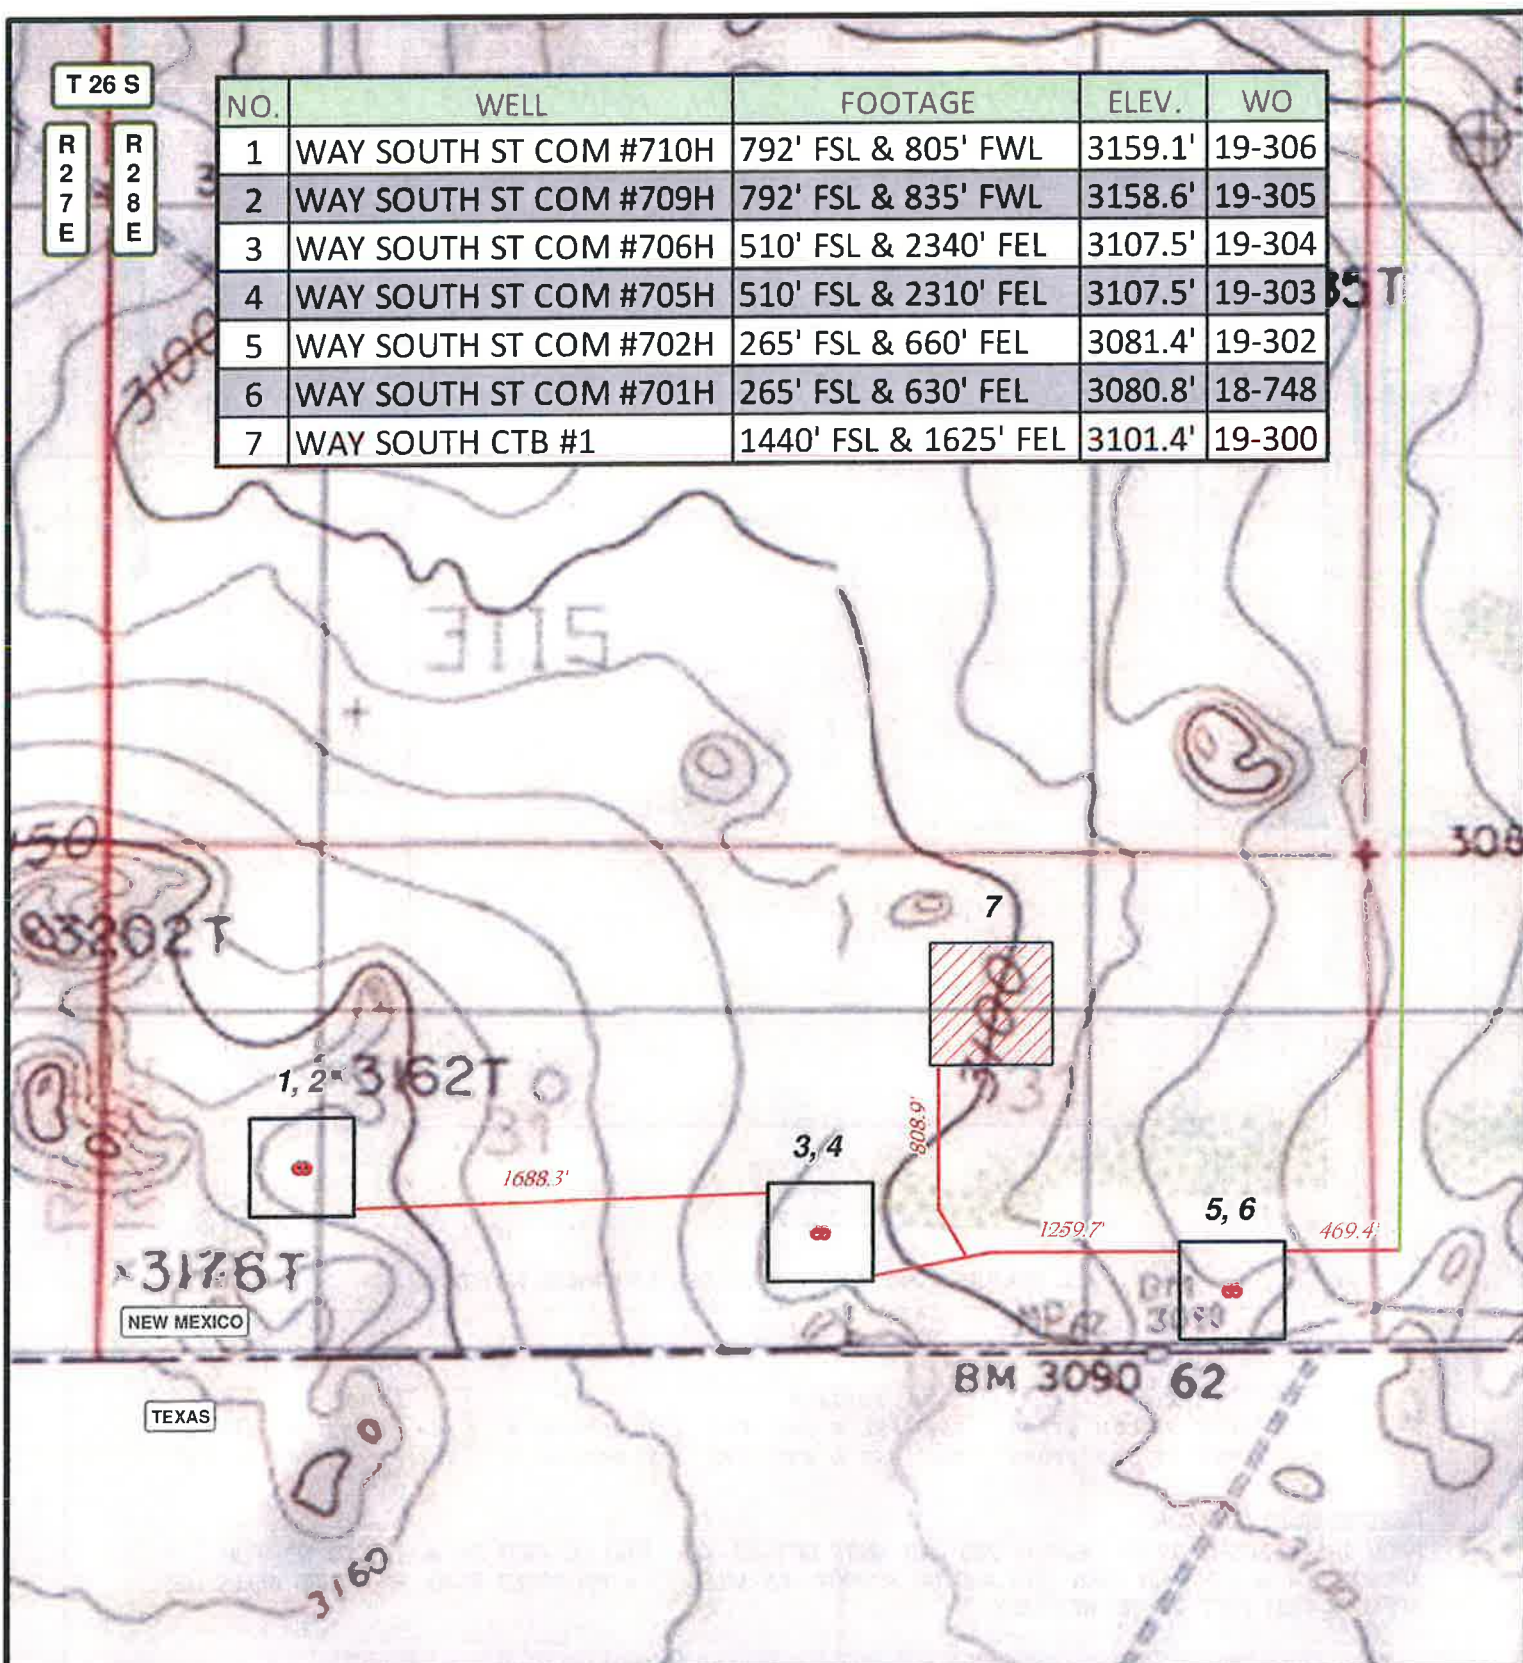 T 26 S
R 27 E
R 28 E
NO. WELL FOOTAGE ELEV. WO
1 WAY SOUTH ST COM #710H 792' FSL & 805' FWL 3159.1' 19-306
2 WAY SOUTH ST COM #709H 792' FSL & 835' FWL 3158.6' 19-305
3 WAY SOUTH ST COM #706H 510' FSL & 2340' FEL 3107.5' 19-304
4 WAY SOUTH ST COM #705H 510' FSL & 2310' FEL 3107.5' 19-303
5 WAY SOUTH ST COM #702H 265' FSL & 660' FEL 3081.4' 19-302
6 WAY SOUTH ST COM #701H 265' FSL & 630' FEL 3080.8' 18-748
7 WAY SOUTH CTB #1 1440' FSL & 1625' FEL 3101.4' 19-300
3100
7
3100
1, 2
3162T
31
808.9'
3, 4
1688.3'
5, 6
1259.7'
469.4'
3176T
NEW MEXICO
BM 3090 62
TEXAS
3160
3100